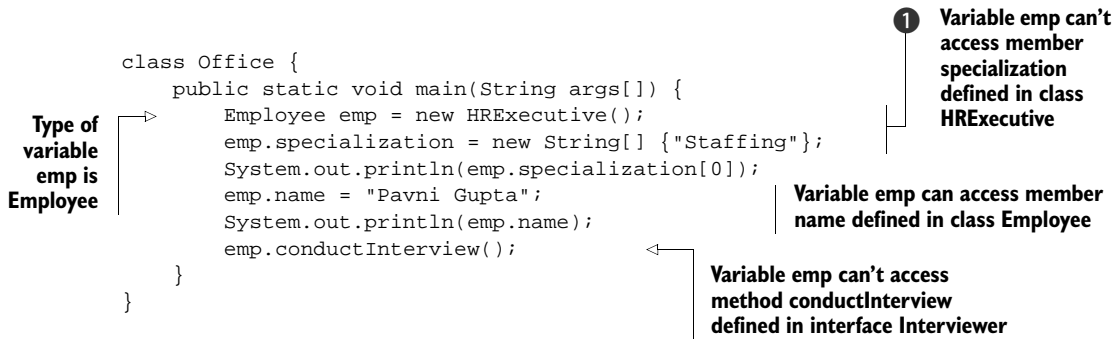 ❶ Variable emp can't
access member
specialization
defined in class
HRExecutive
class Office {
public static void main(String args[]) {
Employee emp = new HRExecutive();
emp.specialization = new String[] {"Staffing"};
System.out.println(emp.specialization[0]);
emp.name = "Pavni Gupta";
System.out.println(emp.name);
emp.conductInterview();
}
}
Type of
variable
emp is
Employee
Variable emp can access member
name defined in class Employee
Variable emp can't access
method conductInterview
defined in interface Interviewer